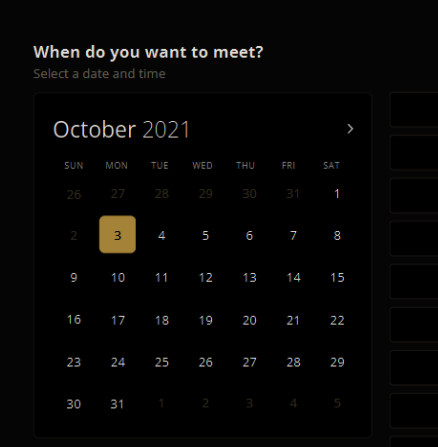 When do you want to meet?
Select a date and time
October 2021
SUN MON TUE WED THU FRI SAT
26 27 28 29 30 31 1
2 3 4 5 6 7 8
9 10 11 12 13 14 15
16 17 18 19 20 21 22
23 24 25 26 27 28 29
30 31 1 2 3 4 5